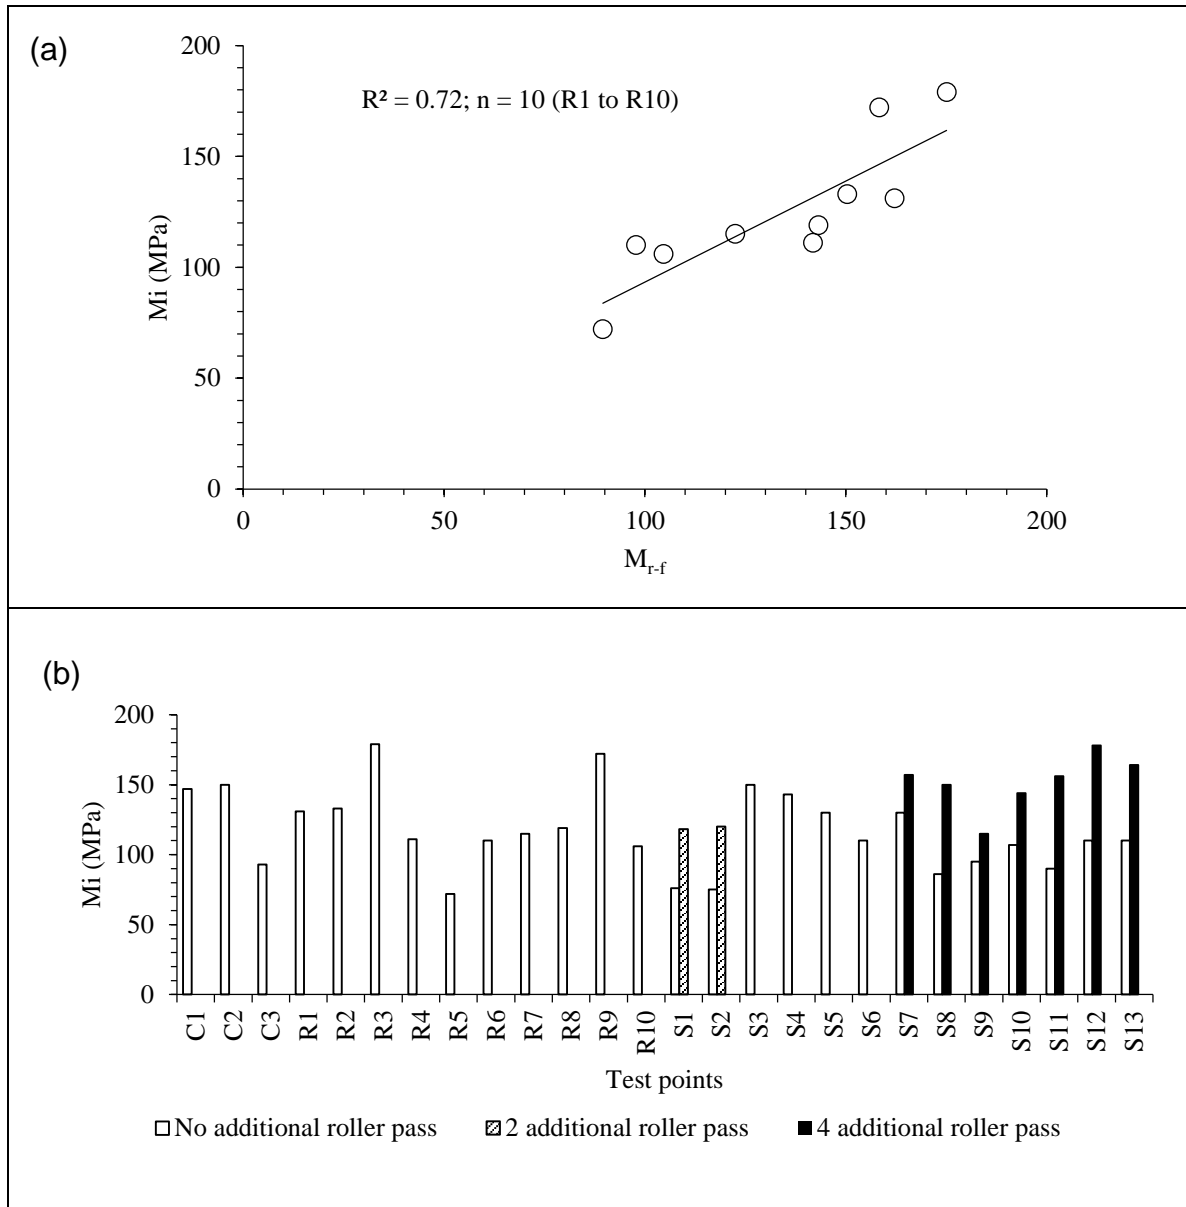 (a)
R² = 0.72; n = 10 (R1 to R10)
200
150
100
50
0
Mi (MPa)
0 50 100 150 200
M_r-f
(b)
200
150
100
50
0
Mi (MPa)
C1 C2 C3 R1 R2 R3 R4 R5 R6 R7 R8 R9 R10 S1 S2 S3 S4 S5 S6 S7 S8 S9 S10 S11 S12 S13
Test points
No additional roller pass 2 additional roller pass 4 additional roller pass